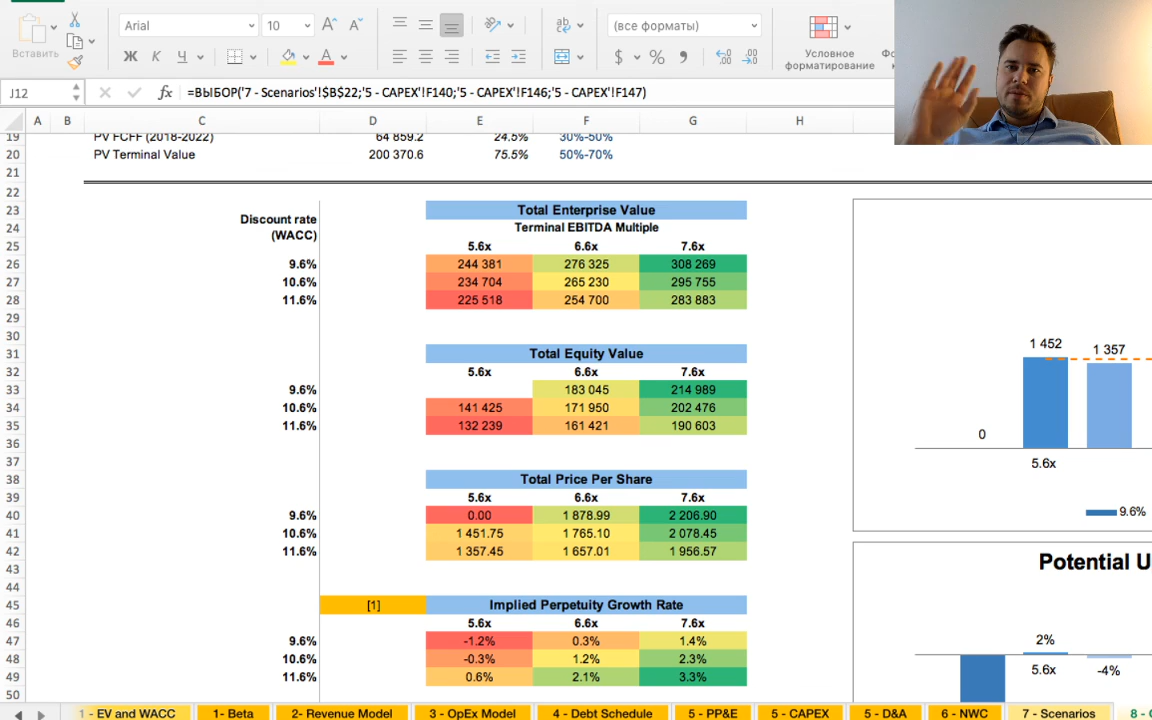 Arial 10 A A ab (все форматы)
Вставить Ж К Ч А $ % Условное
форматирование
J12 fx =ВЫБОР('7 - Scenarios'!$B$22;'5 - CAPEX'!F140;'5 - CAPEX'!F146;'5 - CAPEX'!F147)
A B C D E F G H
19 PV FCFF (2018-2022) 64 859.2 24.5% 30%-50%
20 PV Terminal Value 200 370.6 75.5% 50%-70%
21
22
23 Total Enterprise Value
Discount rate
(WACC)
24 Terminal EBITDA Multiple
25 5.6x 6.6x 7.6x
26 9.6% 244 381 276 325 308 269
27 10.6% 234 704 265 230 295 755
28 11.6% 225 518 254 700 283 883
29
30
31 Total Equity Value
32 5.6x 6.6x 7.6x
33 9.6% 183 045 214 989
34 10.6% 141 425 171 950 202 476
35 11.6% 132 239 161 421 190 603
36
37
38 Total Price Per Share
39 5.6x 6.6x 7.6x
40 9.6% 0.00 1 878.99 2 206.90
41 10.6% 1 451.75 1 765.10 2 078.45
42 11.6% 1 357.45 1 657.01 1 956.57
43
44
45 [1] Implied Perpetuity Growth Rate
46 5.6x 6.6x 7.6x
47 9.6% -1.2% 0.3% 1.4%
48 10.6% -0.3% 1.2% 2.3%
49 11.6% 0.6% 2.1% 3.3%
50
1 452 1 357
0
5.6x
9.6%
Potential U
2%
5.6x -4%
1 - EV and WACC 1- Beta 2- Revenue Model 3 - OpEx Model 4 - Debt Schedule 5 - PP&E 5 - CAPEX 5 - D&A 6 - NWC 7 - Scenarios